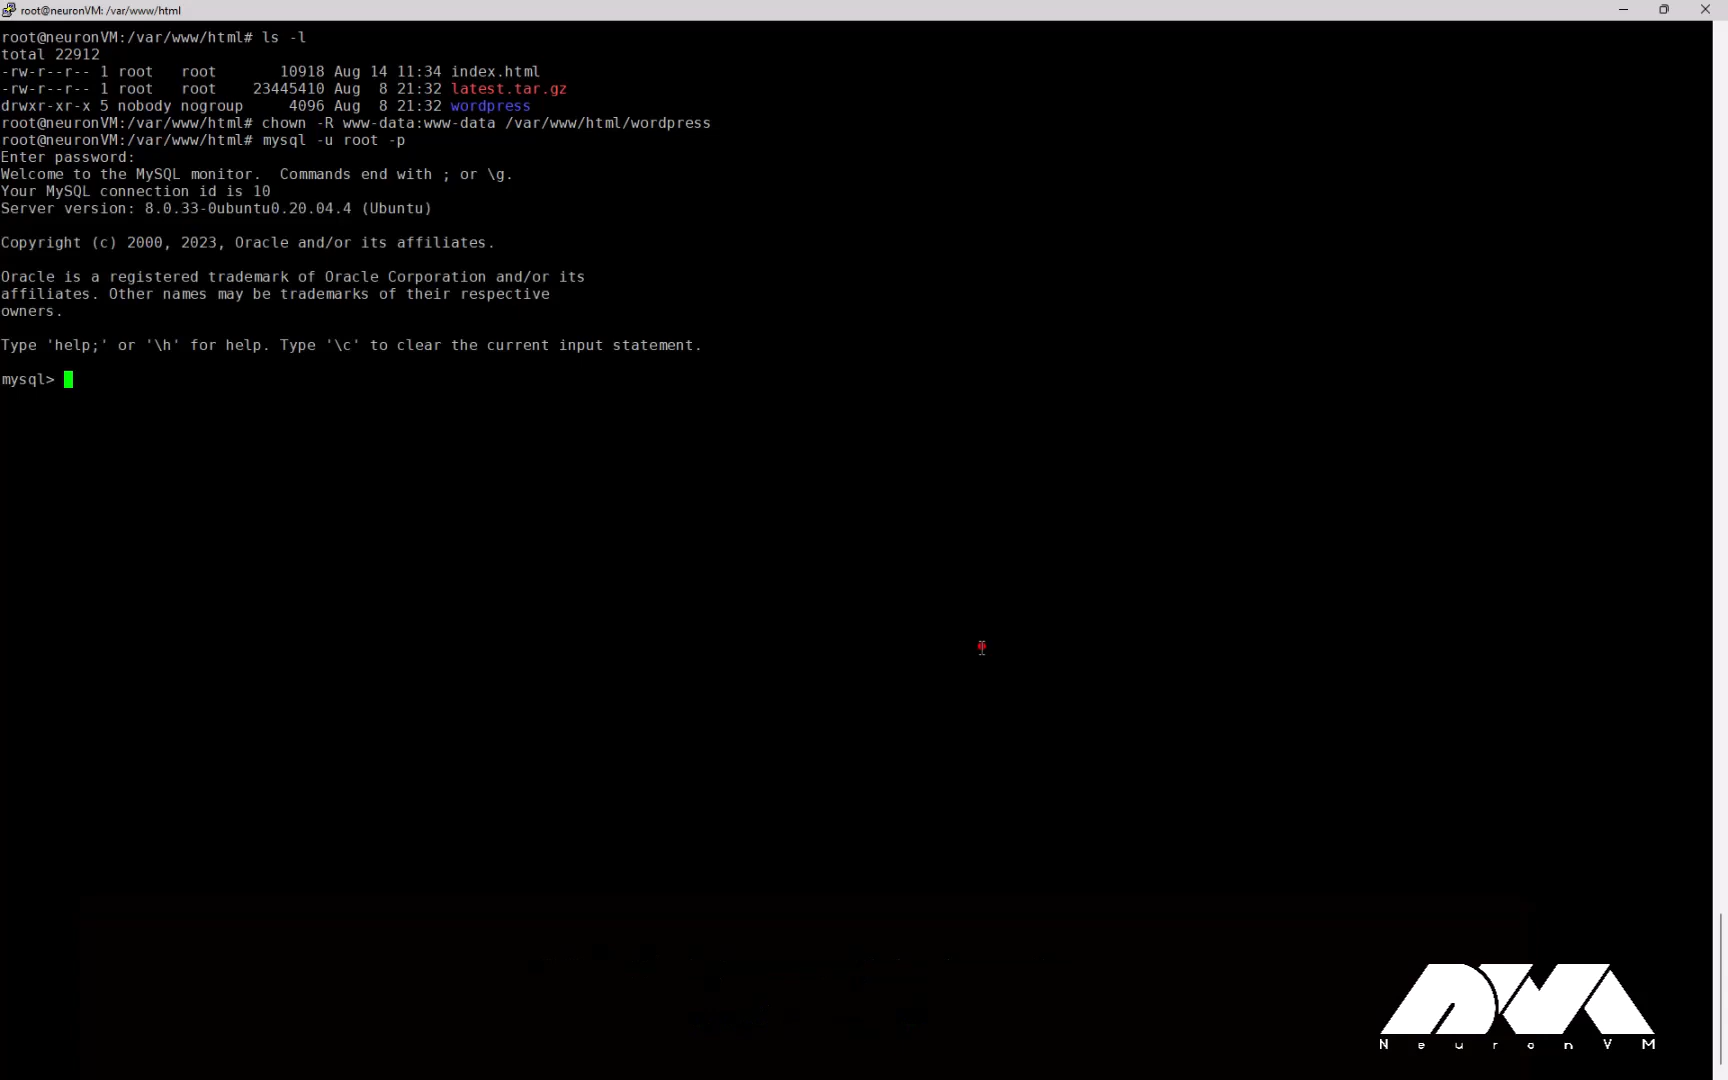 root@neuronVM: /var/www/html
root@neuronVM:/var/www/html# ls -l
total 22912
-rw-r--r-- 1 root   root       10918 Aug 14 11:34 index.html
-rw-r--r-- 1 root   root    23445410 Aug  8 21:32 latest.tar.gz
drwxr-xr-x 5 nobody nogroup     4096 Aug  8 21:32 wordpress
root@neuronVM:/var/www/html# chown -R www-data:www-data /var/www/html/wordpress
root@neuronVM:/var/www/html# mysql -u root -p
Enter password:
Welcome to the MySQL monitor.  Commands end with ; or \g.
Your MySQL connection id is 10
Server version: 8.0.33-0ubuntu0.20.04.4 (Ubuntu)
Copyright (c) 2000, 2023, Oracle and/or its affiliates.
Oracle is a registered trademark of Oracle Corporation and/or its
affiliates. Other names may be trademarks of their respective
owners.
Type 'help;' or '\h' for help. Type '\c' to clear the current input statement.
mysql>
NeuronVM